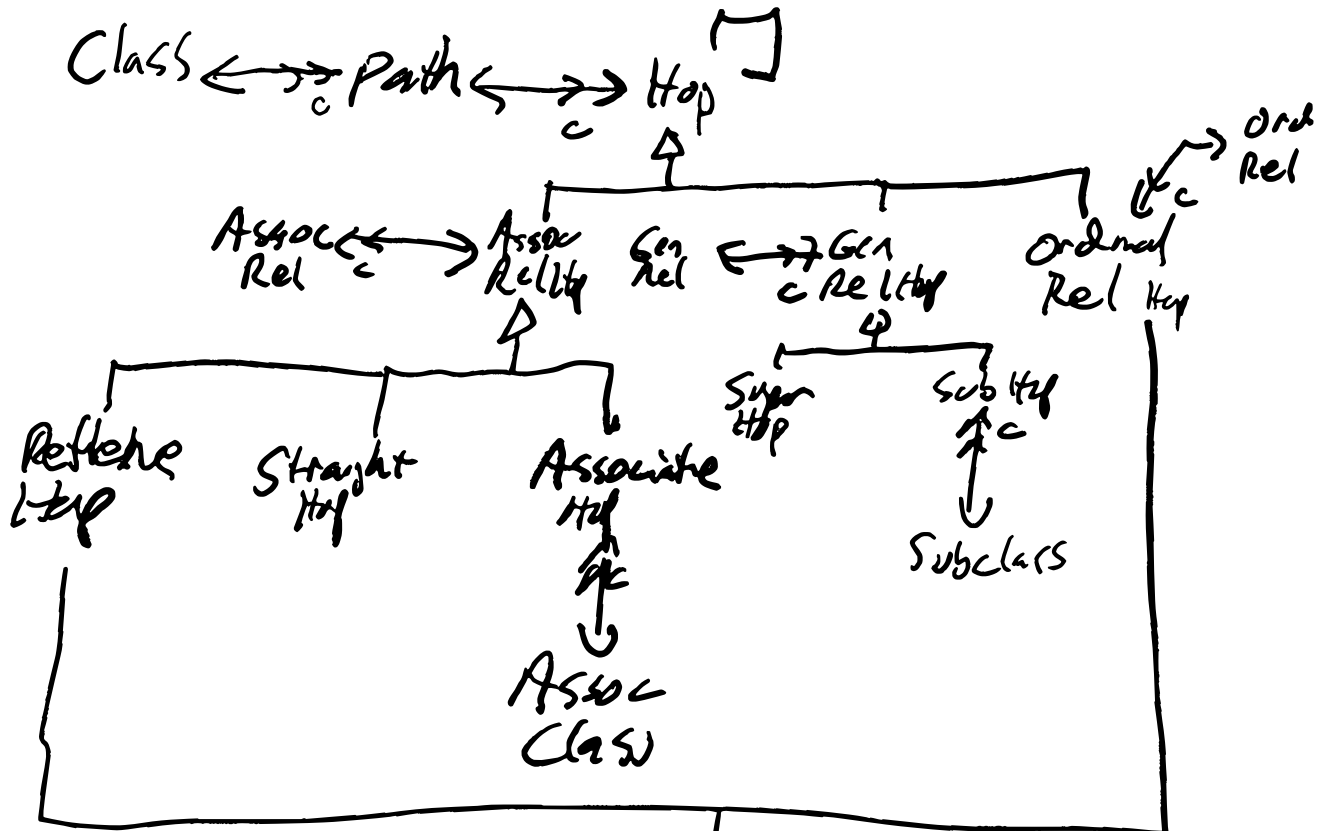 Class
c
Path
c
Hop
Ord
Rel
c
Assoc
Rel
c
Assoc
Rel Hop
Gen
Rel
c
Gen
Rel Hop
Ordinal
Rel Hop
Reflexive
Hop
Straight
Hop
Associative
Hop
Super
Hop
Sub Hop
c
c
Subclass
Assoc
Class